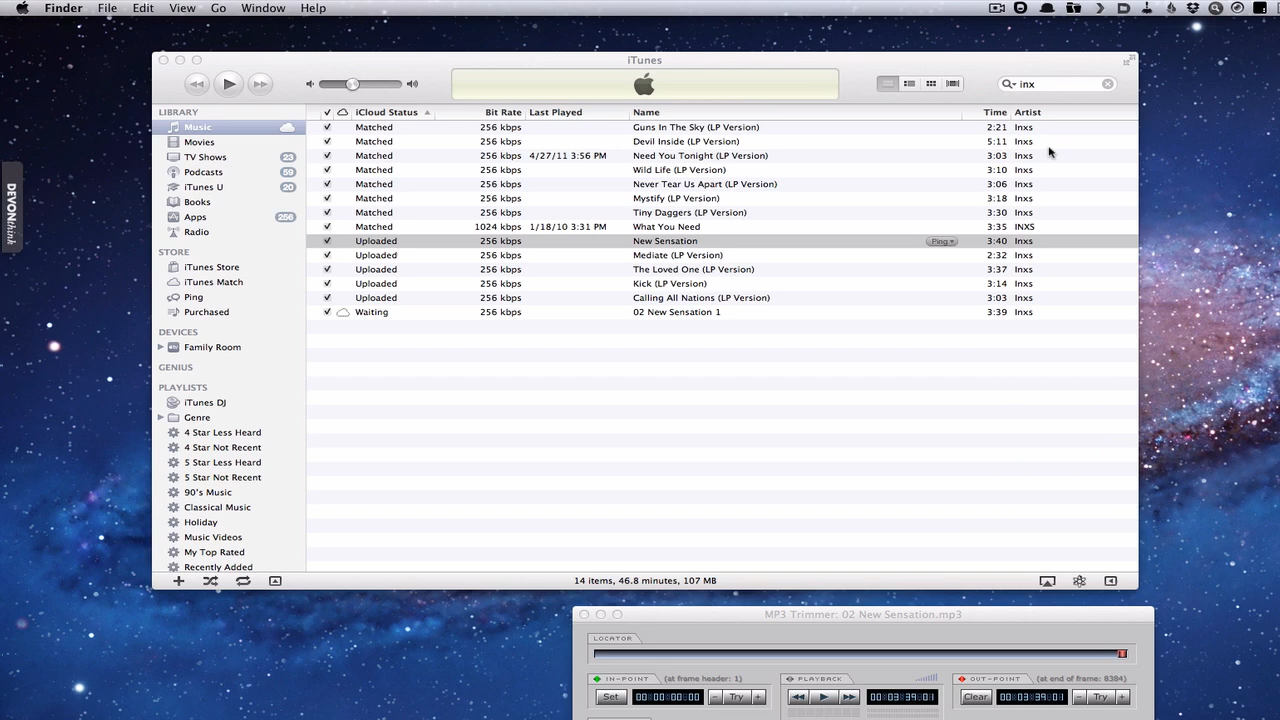 Finder File Edit View Go Window Help
iTunes
inx
LIBRARY
Music
Movies
TV Shows 23
Podcasts 59
iTunes U 20
Books
Apps 256
Radio
STORE
iTunes Store
iTunes Match
Ping
Purchased
DEVICES
Family Room
GENIUS
PLAYLISTS
iTunes DJ
Genre
4 Star Less Heard
4 Star Not Recent
5 Star Less Heard
5 Star Not Recent
90's Music
Classical Music
Holiday
Music Videos
My Top Rated
Recently Added
DEVONthink
iCloud Status Bit Rate Last Played Name Time Artist
Matched 256 kbps Guns In The Sky (LP Version) 2:21 Inxs
Matched 256 kbps Devil Inside (LP Version) 5:11 Inxs
Matched 256 kbps 4/27/11 3:56 PM Need You Tonight (LP Version) 3:03 Inxs
Matched 256 kbps Wild Life (LP Version) 3:10 Inxs
Matched 256 kbps Never Tear Us Apart (LP Version) 3:06 Inxs
Matched 256 kbps Mystify (LP Version) 3:18 Inxs
Matched 256 kbps Tiny Daggers (LP Version) 3:30 Inxs
Matched 1024 kbps 1/18/10 3:31 PM What You Need 3:35 INXS
Uploaded 256 kbps New Sensation Ping 3:40 Inxs
Uploaded 256 kbps Mediate (LP Version) 2:32 Inxs
Uploaded 256 kbps The Loved One (LP Version) 3:37 Inxs
Uploaded 256 kbps Kick (LP Version) 3:14 Inxs
Uploaded 256 kbps Calling All Nations (LP Version) 3:03 Inxs
Waiting 256 kbps 02 New Sensation 1 3:39 Inxs
14 items, 46.8 minutes, 107 MB
MP3 Trimmer: 02 New Sensation.mp3
LOCATOR
IN-POINT (at frame header: 1) PLAYBACK OUT-POINT (at end of frame: 8384)
Set 00:00:00:00 - Try + 00:03:39:01 Clear 00:03:39:01 - Try +